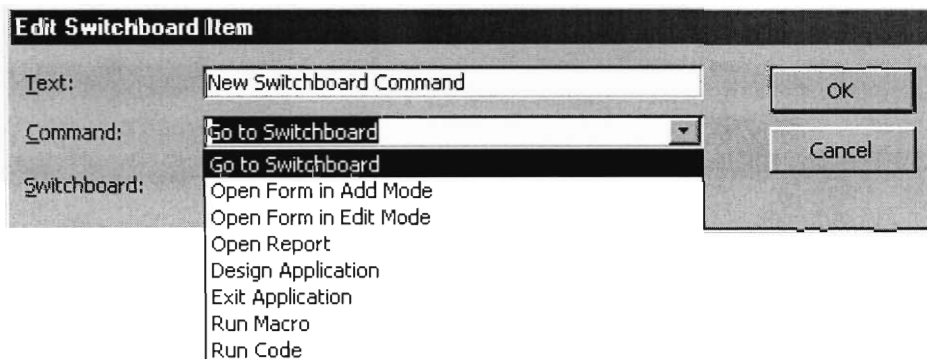 Edit Switchboard Item
Text: New Switchboard Command OK
Command: Go to Switchboard Cancel
Switchboard: Go to Switchboard
Open Form in Add Mode
Open Form in Edit Mode
Open Report
Design Application
Exit Application
Run Macro
Run Code